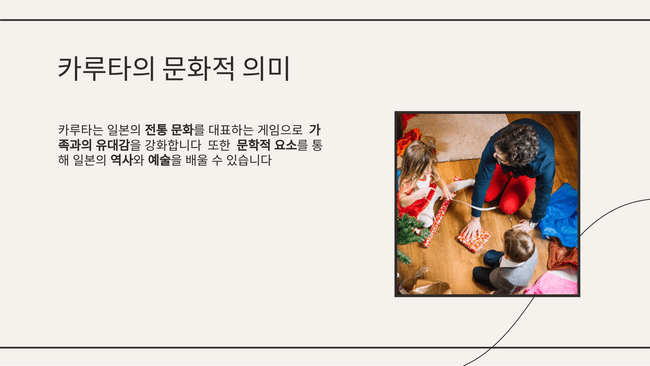 카루타의 문화적 의미
카루타는 일본의 전통 문화를 대표하는 게임으로 가
족과의 유대감을 강화합니다 또한 문학적 요소를 통
해 일본의 역사와 예술을 배울 수 있습니다